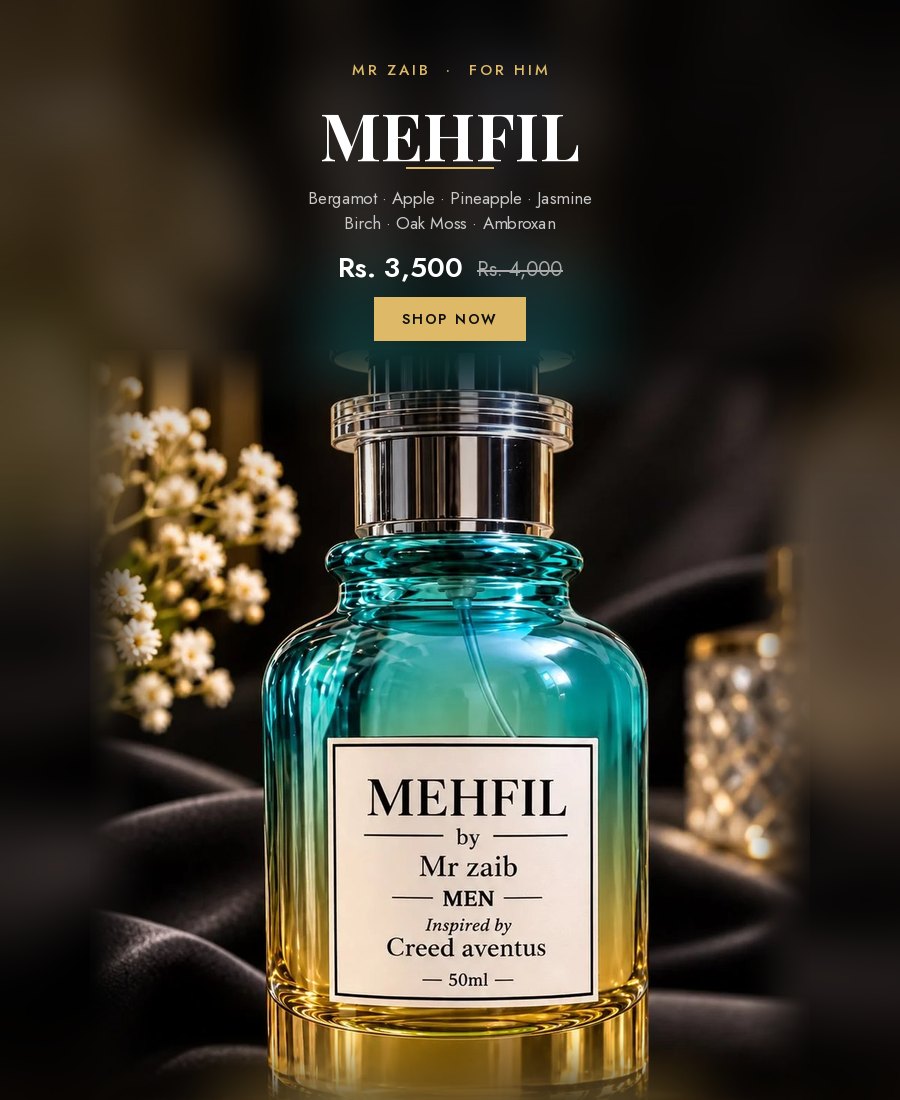 MR ZAIB · FOR HIM
MEHFIL
Bergamot · Apple · Pineapple · Jasmine
Birch · Oak Moss · Ambroxan
Rs. 3,500 Rs. 4,000
SHOP NOW
MEHFIL
by
Mr zaib
MEN
Inspired by
Creed aventus
50ml